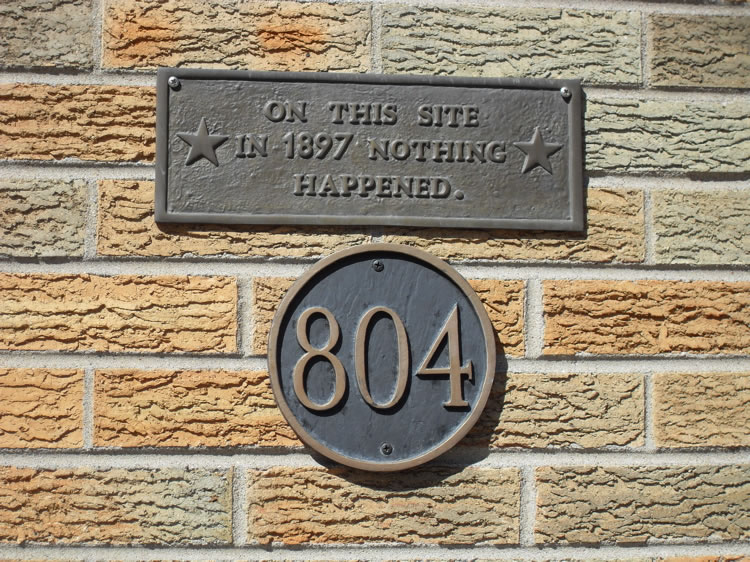 ON THIS SITE
IN 1897 NOTHING
HAPPENED.
804